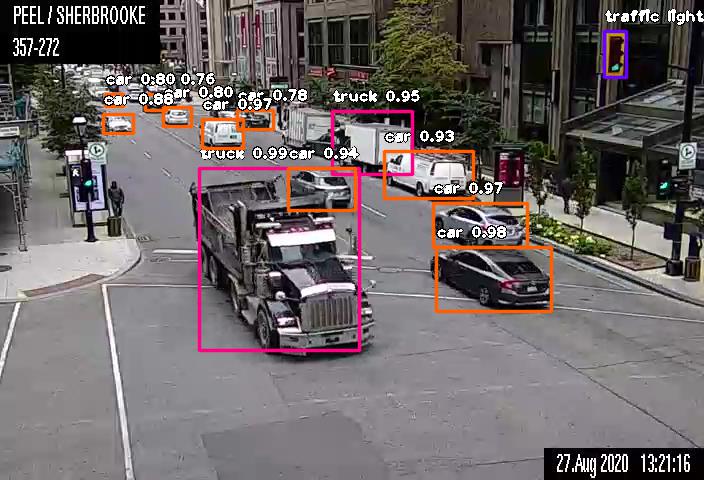 PEEL / SHERBROOKE
357-272
traffic light
car 0.80
0.76
car 0.88
car 0.80
car 0.97
car 0.78
truck 0.95
car 0.93
truck 0.99
car 0.94
car 0.97
car 0.98
27.Aug 2020 13:21:16